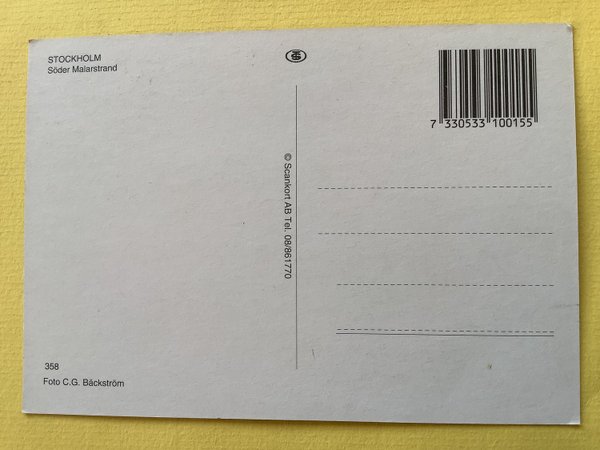 STOCKHOLM
Söder Malarstrand
7 330533 100155
© Scankort AB Tel. 08/861770
358
Foto C.G. Bäckström